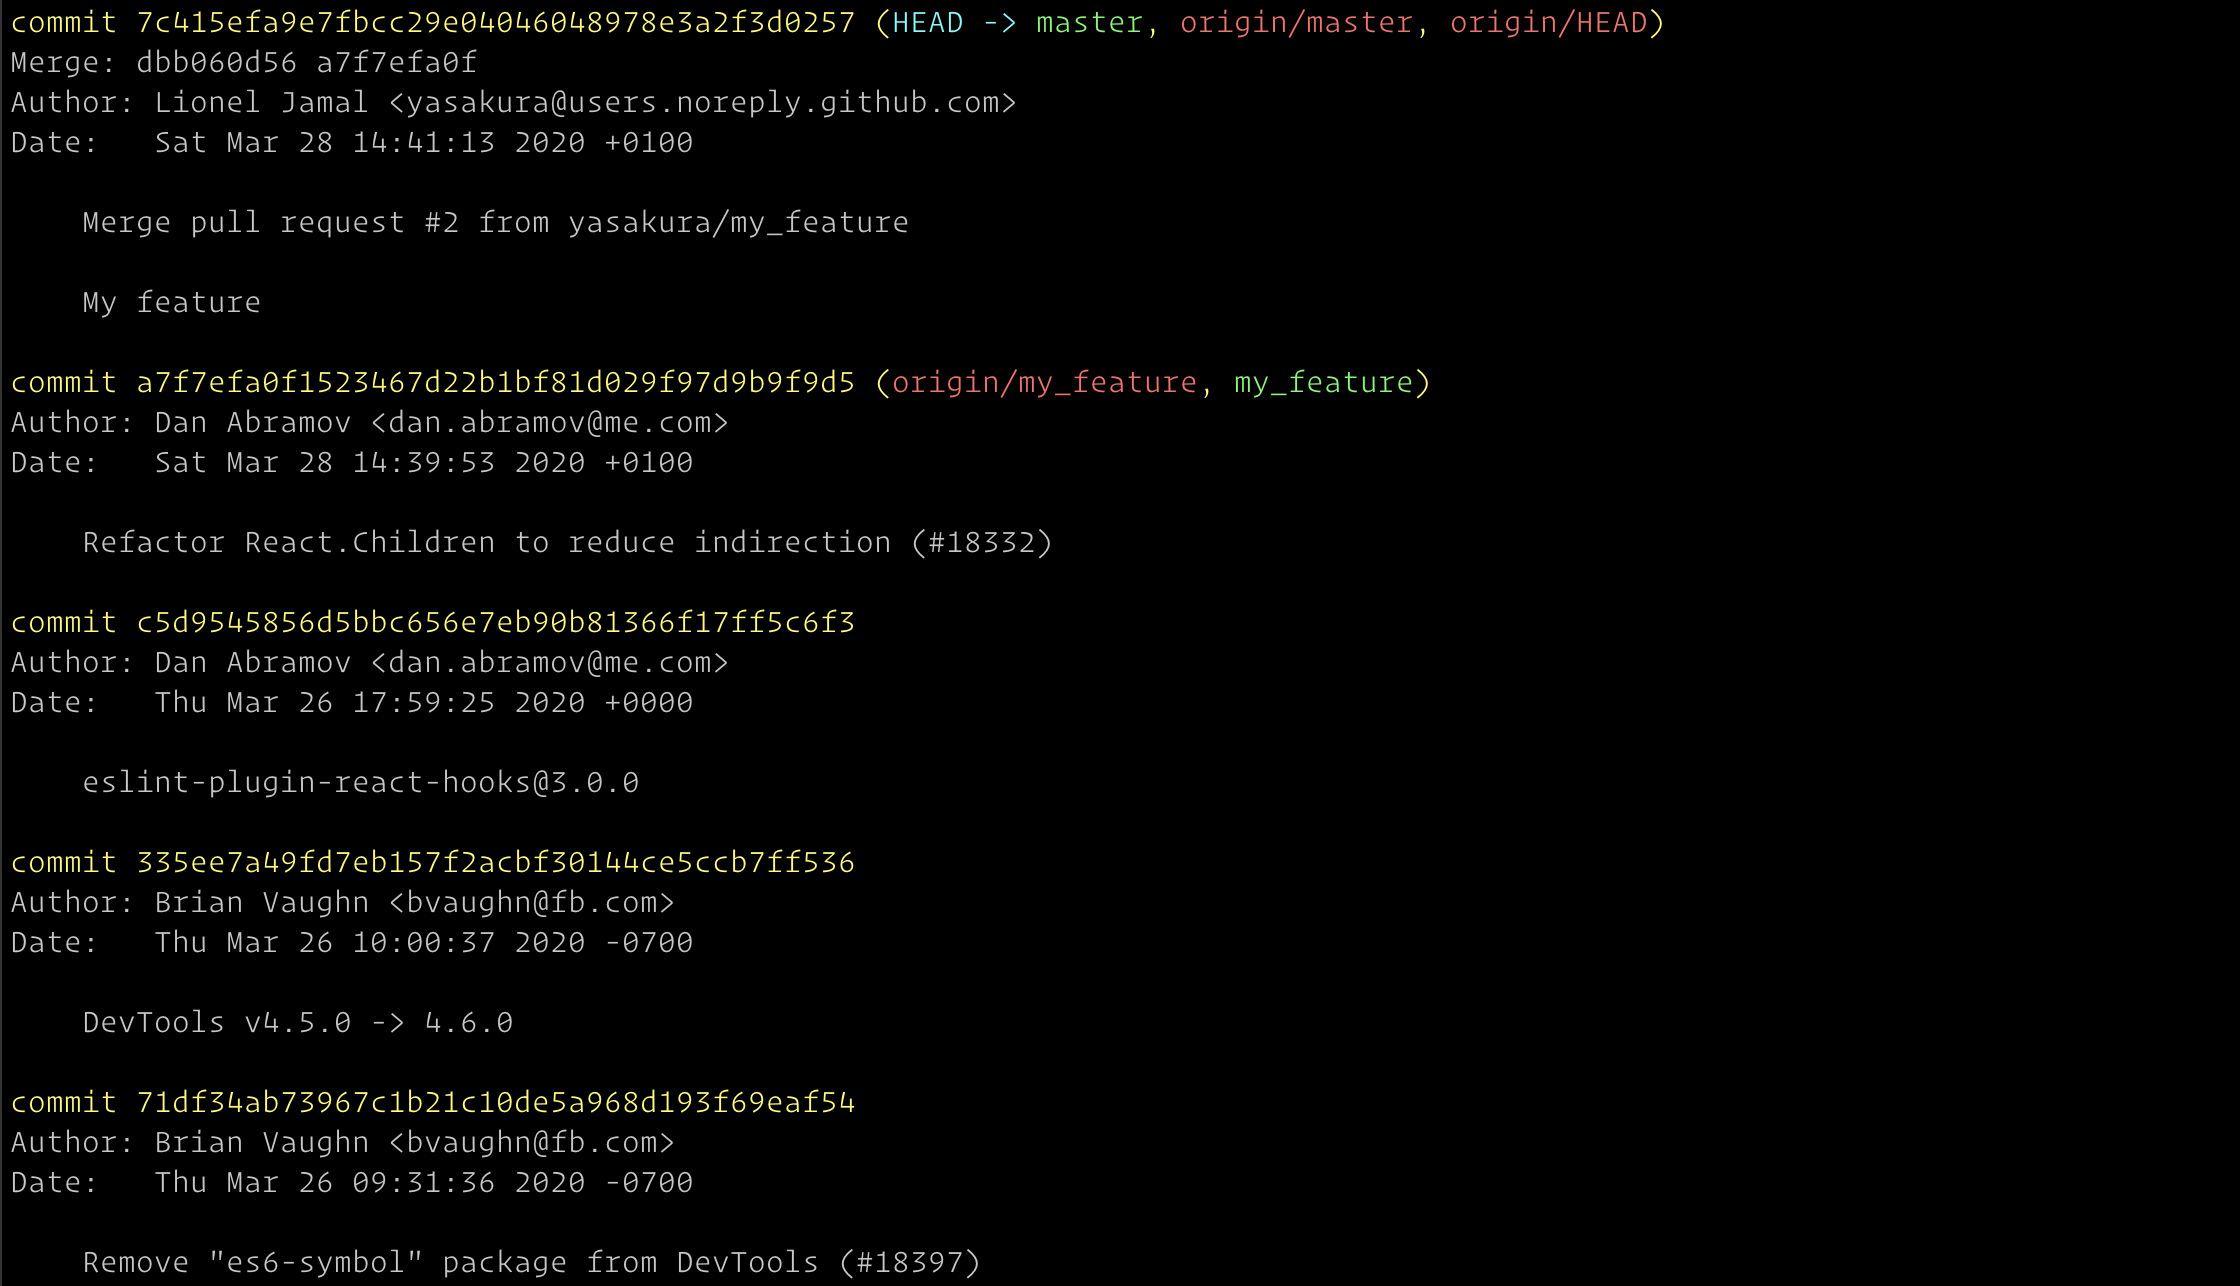 commit 7c415efa9e7fbcc29e04046048978e3a2f3d0257 (HEAD -> master, origin/master, origin/HEAD)
Merge: dbb060d56 a7f7efa0f
Author: Lionel Jamal <yasakura@users.noreply.github.com>
Date:   Sat Mar 28 14:41:13 2020 +0100

    Merge pull request #2 from yasakura/my_feature

    My feature

commit a7f7efa0f1523467d22b1bf81d029f97d9b9f9d5 (origin/my_feature, my_feature)
Author: Dan Abramov <dan.abramov@me.com>
Date:   Sat Mar 28 14:39:53 2020 +0100

    Refactor React.Children to reduce indirection (#18332)

commit c5d9545856d5bbc656e7eb90b81366f17ff5c6f3
Author: Dan Abramov <dan.abramov@me.com>
Date:   Thu Mar 26 17:59:25 2020 +0000

    eslint-plugin-react-hooks@3.0.0

commit 335ee7a49fd7eb157f2acbf30144ce5ccb7ff536
Author: Brian Vaughn <bvaughn@fb.com>
Date:   Thu Mar 26 10:00:37 2020 -0700

    DevTools v4.5.0 -> 4.6.0

commit 71df34ab73967c1b21c10de5a968d193f69eaf54
Author: Brian Vaughn <bvaughn@fb.com>
Date:   Thu Mar 26 09:31:36 2020 -0700

    Remove "es6-symbol" package from DevTools (#18397)